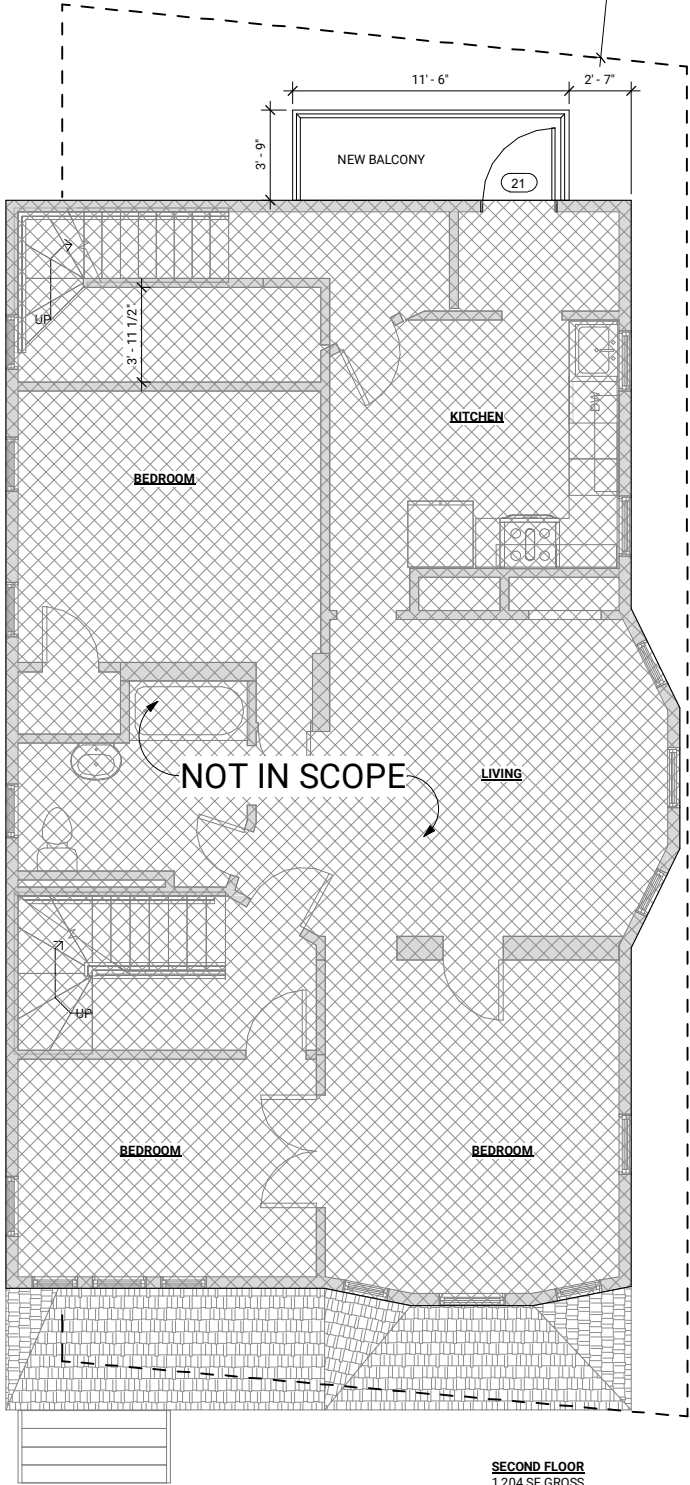 11' - 6"
2' - 7"
3' - 9"
NEW BALCONY
21
UP
3' - 11 1/2"
DW
KITCHEN
BEDROOM
NOT IN SCOPE
LIVING
UP
BEDROOM
BEDROOM
SECOND FLOOR
1,204 SF GROSS